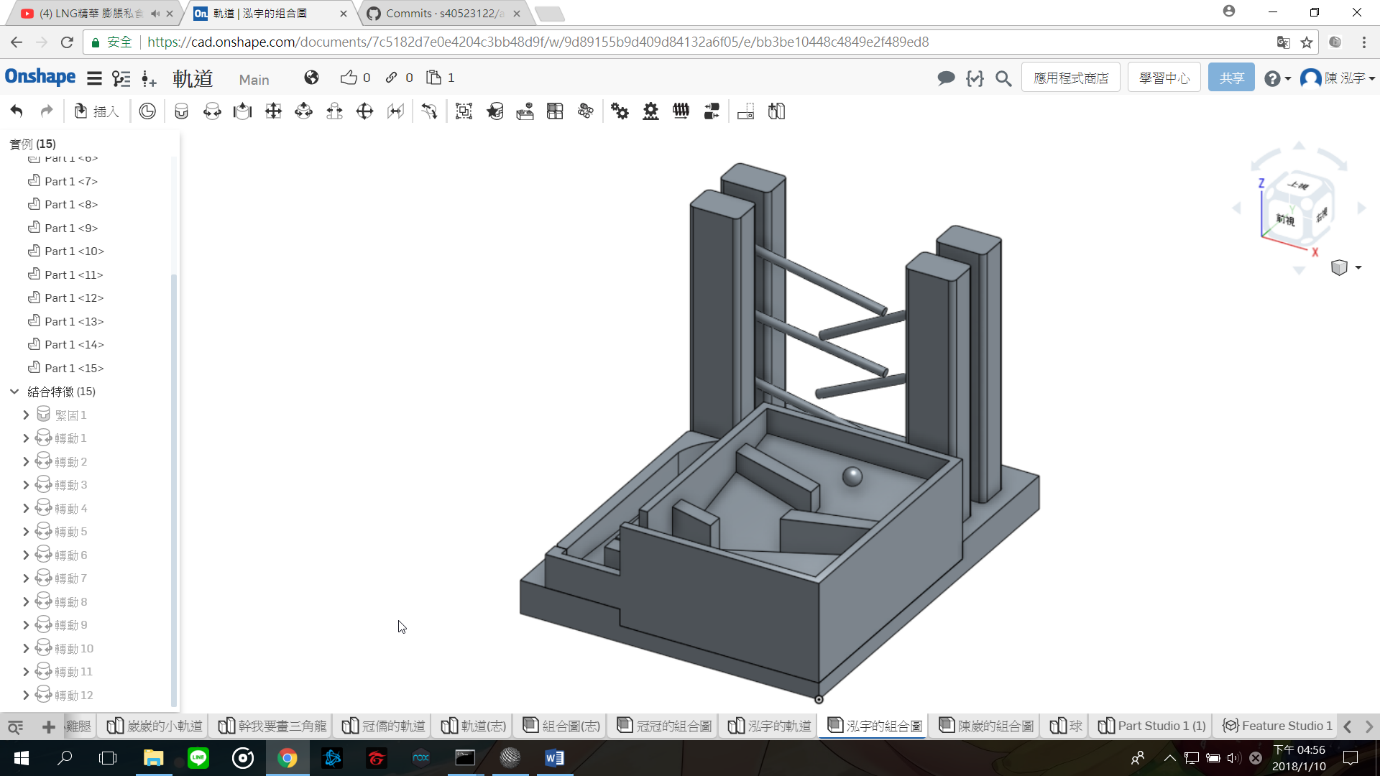 (4) LNG精華 膨脹私會
軌道 | 泓宇的組合圖
Commits · s40523122/a
安全 | https://cad.onshape.com/documents/7c5182d7e0e4204c3bb48d9f/w/9d89155b9d409d84132a6f05/e/bb3be10448c4849e2f489ed8
Onshape 軌道 Main 0 0 1 應用程式商店 學習中心 共享 陳 泓宇
插入
實例 (15)
Part 1 <6>
Part 1 <7>
Part 1 <8>
Part 1 <9>
Part 1 <10>
Part 1 <11>
Part 1 <12>
Part 1 <13>
Part 1 <14>
Part 1 <15>
結合特徵 (15)
緊固 1
轉動 1
轉動 2
轉動 3
轉動 4
轉動 5
轉動 6
轉動 7
轉動 8
轉動 9
轉動 10
轉動 11
轉動 12
Z
上視
前視
右視
Y
X
雞腿 崴崴的小軌道 幹我要畫三角龍 冠儒的軌道 軌道(志) 組合圖(志) 冠冠的組合圖 泓宇的軌道 泓宇的組合圖 陳崴的組合圖 球 Part Studio 1 (1) Feature Studio 1
下午 04:56
2018/1/10